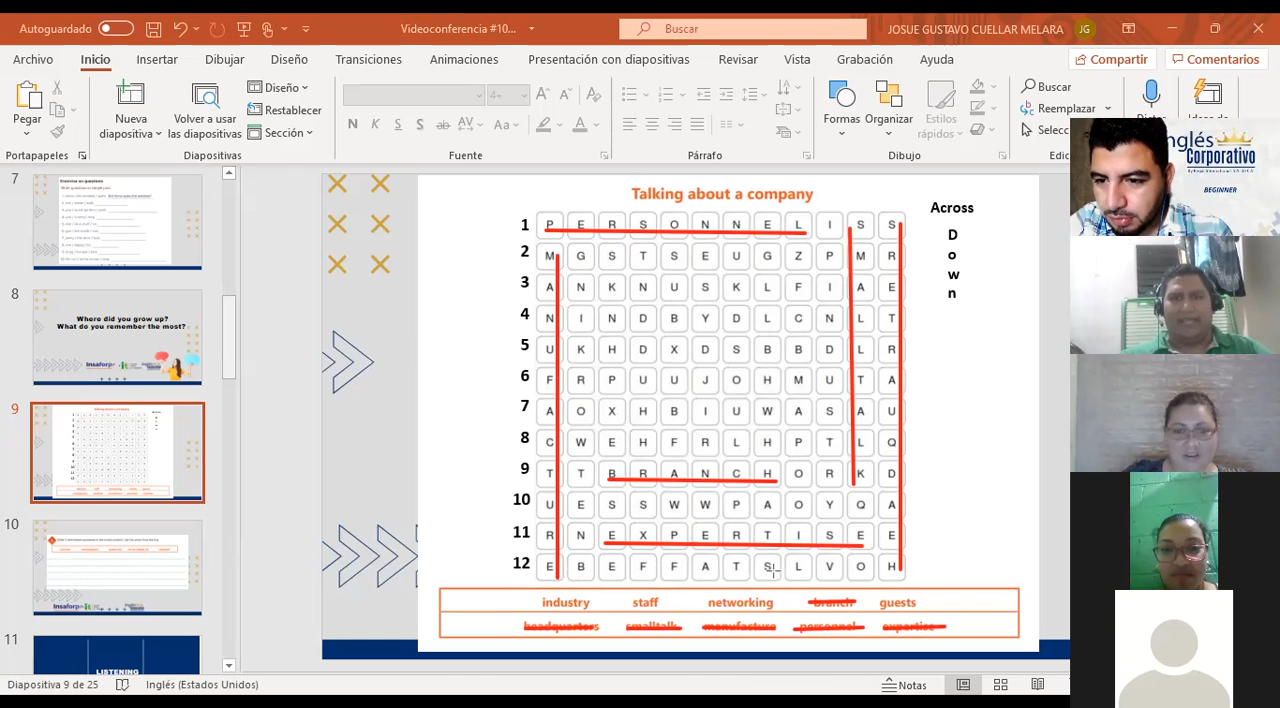 Autoguardado
Videoconferencia #10...
Buscar
JOSUE GUSTAVO CUELLAR MELARA
JG
Archivo Inicio Insertar Dibujar Diseño Transiciones Animaciones Presentación con diapositivas Revisar Vista Grabación Ayuda
Compartir Comentarios
Pegar
Nueva diapositiva
Volver a usar las diapositivas
Diseño
Restablecer
Sección
Formas
Organizar
Estilos rápidos
Buscar
Reemplazar
Portapapeles Diapositivas Fuente Párrafo Dibujo
Inglés
Corporativo
BEGINNER
7
8
Where did you grow up?
What do you remember the most?
9
10
11
LISTENING
Talking about a company
Across
D
o
w
n
1 P E R S O N N E L I S S
2 M G S T S E U G Z P M R
3 A N K N U S K L F I A E
4 N I N D B Y D L C N L T
5 U K H D X D S B B D L R
6 F R P U U J O H M U T A
7 A O X H B I U W A S A U
8 C W E H F R L H P T L Q
9 T T B R A N C H O R K D
10 U E S S W W P A O Y Q A
11 R N E X P E R T I S E E
12 E B E F F A T S L V O H
industry staff networking branch guests
headquarters smalltalk manufacture personnel expertise
Diapositiva 9 de 25 Inglés (Estados Unidos) Notas